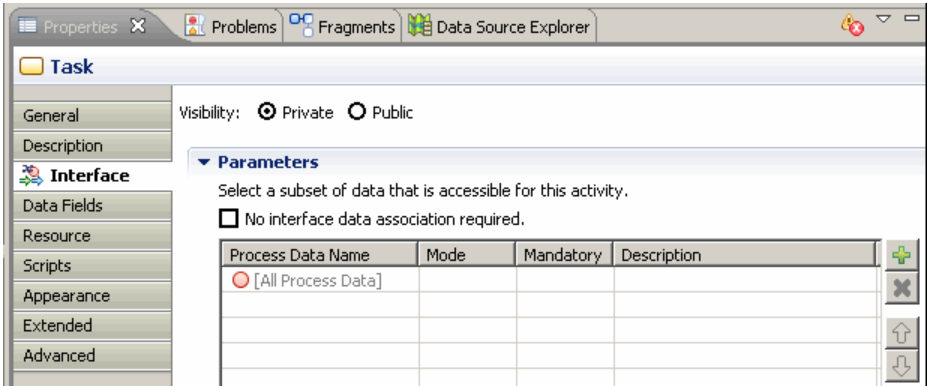 Properties Problems Fragments Data Source Explorer
Task
General
Description
Interface
Data Fields
Resource
Scripts
Appearance
Extended
Advanced
Visibility: Private Public
Parameters
Select a subset of data that is accessible for this activity.
No interface data association required.
Process Data Name Mode Mandatory Description
[All Process Data]